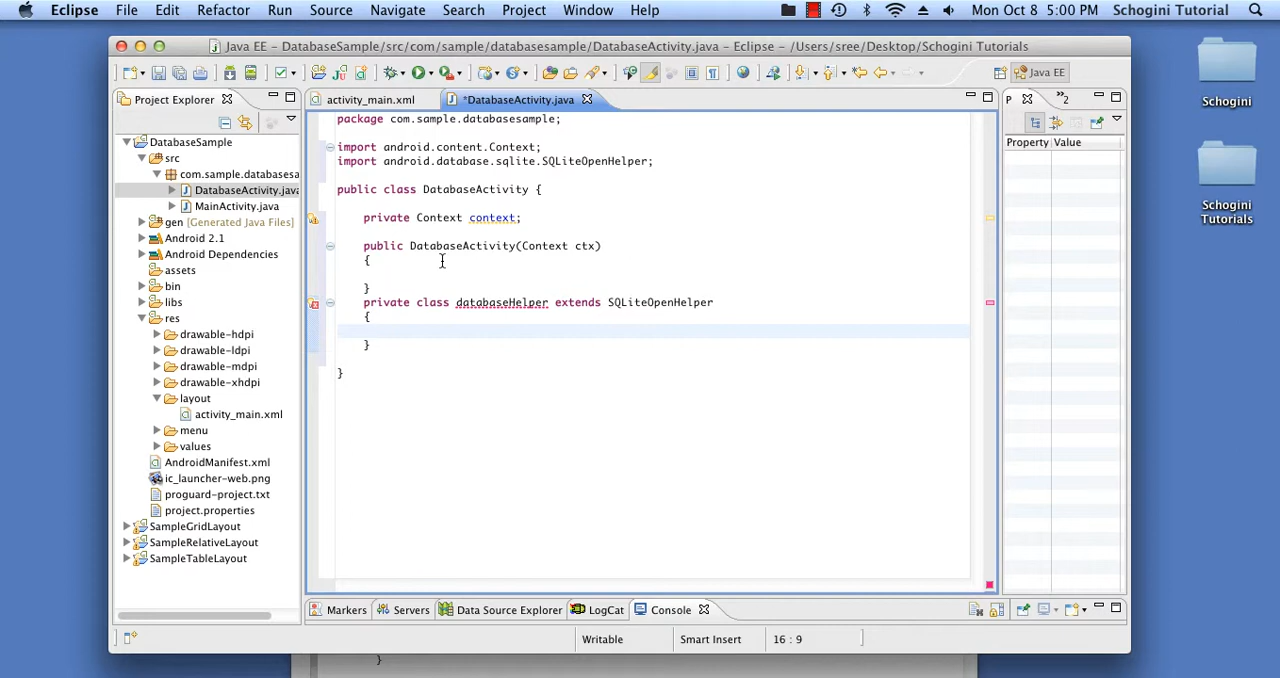 Eclipse File Edit Refactor Run Source Navigate Search Project Window Help Mon Oct 8 5:00 PM Schogini Tutorial
Java EE - DatabaseSample/src/com/sample/databasesample/DatabaseActivity.java - Eclipse - /Users/sree/Desktop/Schogini Tutorials
Java EE
Project Explorer
activity_main.xml
*DatabaseActivity.java
P
2
Property Value
DatabaseSample
src
com.sample.databasesa
DatabaseActivity.java
MainActivity.java
gen [Generated Java Files]
Android 2.1
Android Dependencies
assets
bin
libs
res
drawable-hdpi
drawable-ldpi
drawable-mdpi
drawable-xhdpi
layout
activity_main.xml
menu
values
AndroidManifest.xml
ic_launcher-web.png
proguard-project.txt
project.properties
SampleGridLayout
SampleRelativeLayout
SampleTableLayout
package com.sample.databasesample;
import android.content.Context;
import android.database.sqlite.SQLiteOpenHelper;
public class DatabaseActivity {
private Context context;
public DatabaseActivity(Context ctx)
{
}
private class databaseHelper extends SQLiteOpenHelper
{
}
}
Markers Servers Data Source Explorer LogCat Console
Writable Smart Insert 16 : 9
}
Schogini
Schogini
Tutorials